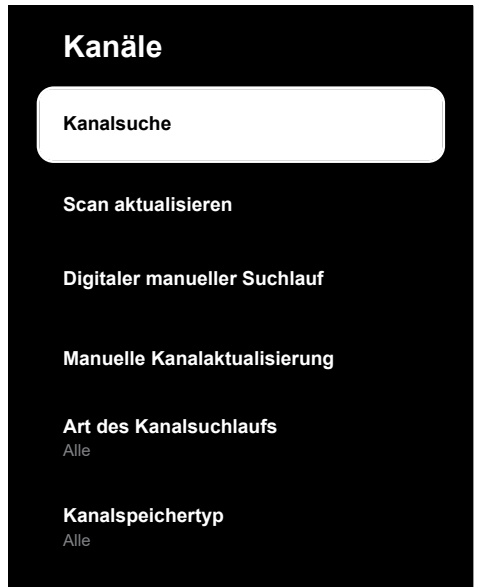 Kanäle
Kanalsuche
Scan aktualisieren
Digitaler manueller Suchlauf
Manuelle Kanalaktualisierung
Art des Kanalsuchlaufs
Alle
Kanalspeichertyp
Alle